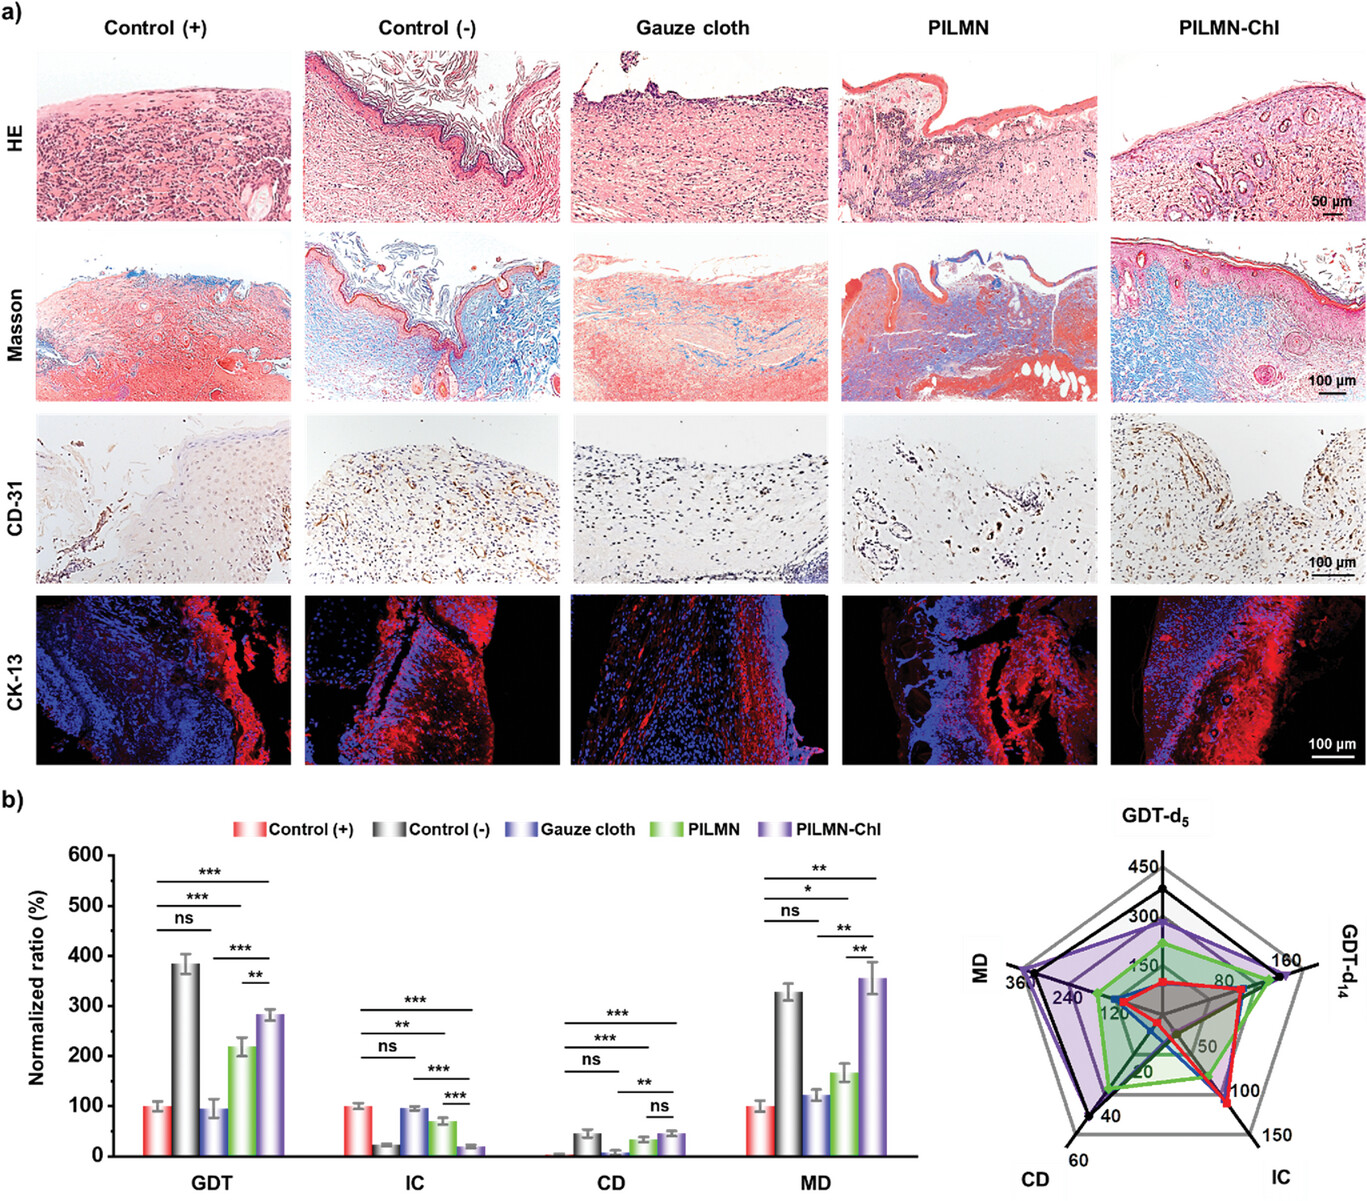 a)
Control (+) Control (-) Gauze cloth PILMN PILMN-Chl
HE
50 μm
Masson
100 μm
CD-31
100 μm
CK-13
100 μm
b)
Control (+) Control (-) Gauze cloth PILMN PILMN-Chl
Normalized ratio (%)
600
500
400
300
200
100
0
***
***
ns
***
**
***
**
ns
***
***
***
***
ns
**
ns
**
*
ns
**
**
GDT IC CD MD
GDT-d5
450
300
150
GDT-d14
160
80
MD
360
240
120
50
100
150
IC
20
40
60
CD